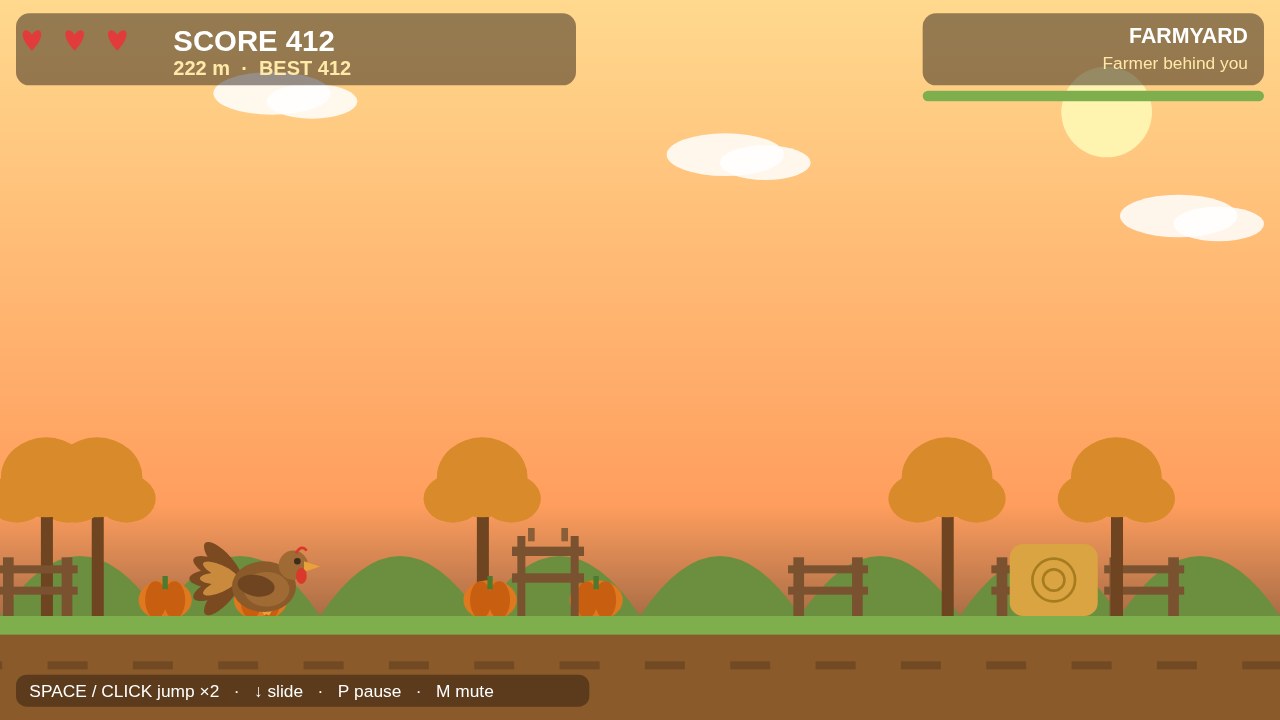 SCORE 412
222 m · BEST 412
FARMYARD
Farmer behind you
SPACE / CLICK jump ×2 · ↓ slide · P pause · M mute